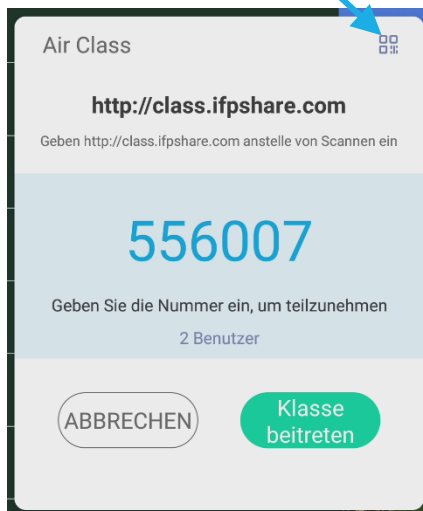 Air Class
http://class.ifpshare.com
Geben http://class.ifpshare.com anstelle von Scannen ein
556007
Geben Sie die Nummer ein, um teilzunehmen
2 Benutzer
ABBRECHEN
Klasse
beitreten